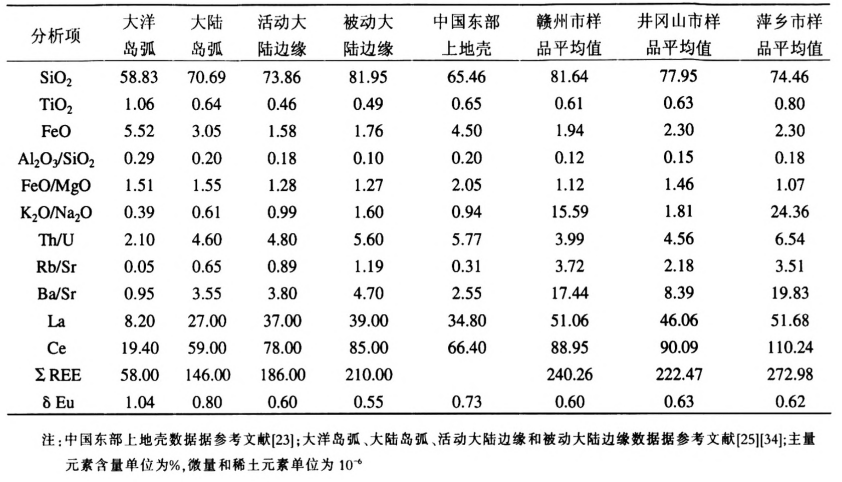 分析项 大洋岛弧 大陆岛弧 活动大陆边缘 被动大陆边缘 中国东部上地壳 赣州市样品平均值 井冈山市样品平均值 萍乡市样品平均值
SiO₂ 58.83 70.69 73.86 81.95 65.46 81.64 77.95 74.46
TiO₂ 1.06 0.64 0.46 0.49 0.65 0.61 0.63 0.80
FeO 5.52 3.05 1.58 1.76 4.50 1.94 2.30 2.30
Al₂O₃/SiO₂ 0.29 0.20 0.18 0.10 0.20 0.12 0.15 0.18
FeO/MgO 1.51 1.55 1.28 1.27 2.05 1.12 1.46 1.07
K₂O/Na₂O 0.39 0.61 0.99 1.60 0.94 15.59 1.81 24.36
Th/U 2.10 4.60 4.80 5.60 5.77 3.99 4.56 6.54
Rb/Sr 0.05 0.65 0.89 1.19 0.31 3.72 2.18 3.51
Ba/Sr 0.95 3.55 3.80 4.70 2.55 17.44 8.39 19.83
La 8.20 27.00 37.00 39.00 34.80 51.06 46.06 51.68
Ce 19.40 59.00 78.00 85.00 66.40 88.95 90.09 110.24
ΣREE 58.00 146.00 186.00 210.00 240.26 222.47 272.98
δEu 1.04 0.80 0.60 0.55 0.73 0.60 0.63 0.62
注:中国东部上地壳数据据参考文献[23];大洋岛弧、大陆岛弧、活动大陆边缘和被动大陆边缘数据据参考文献[25][34];主量
元素含量单位为%,微量和稀土元素单位为 10⁻⁶